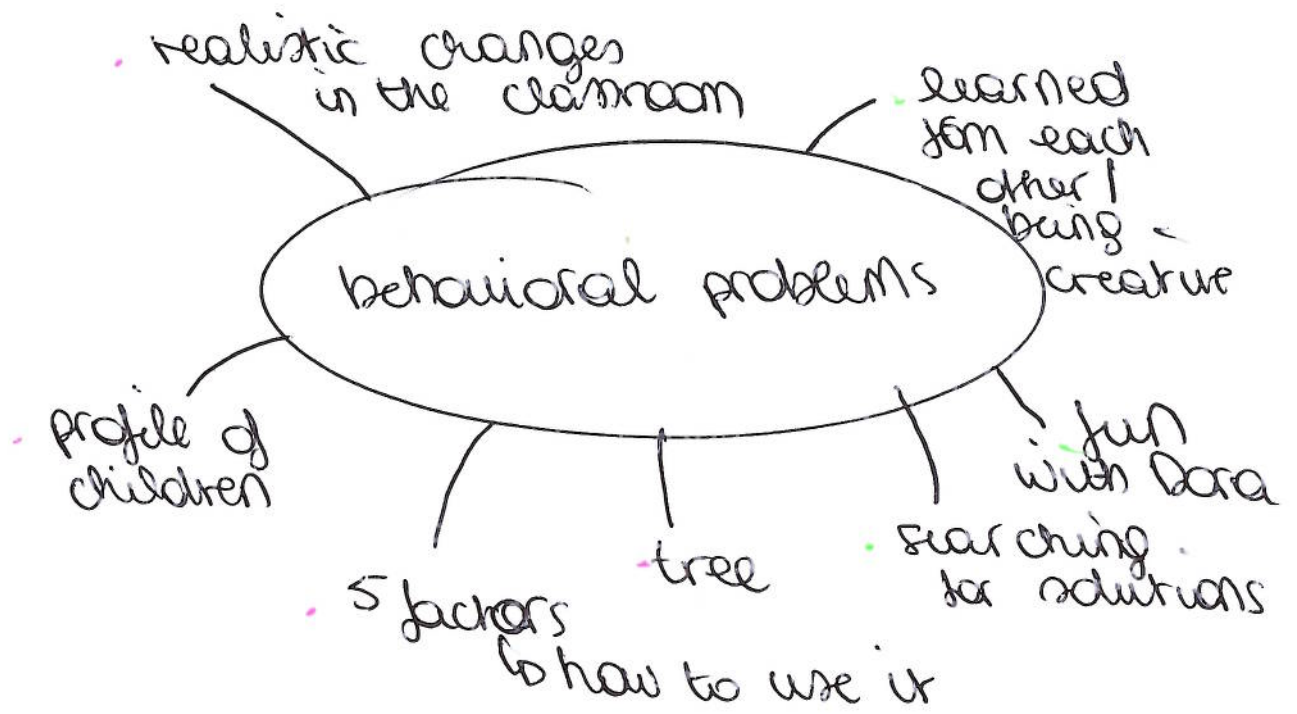 realistic changes
in the classroom
learned
from each
other /
being
creative
behavioral problems
profile of
children
fun
with Dora
searching
for solutions
tree
5 factors
↳ how to use it